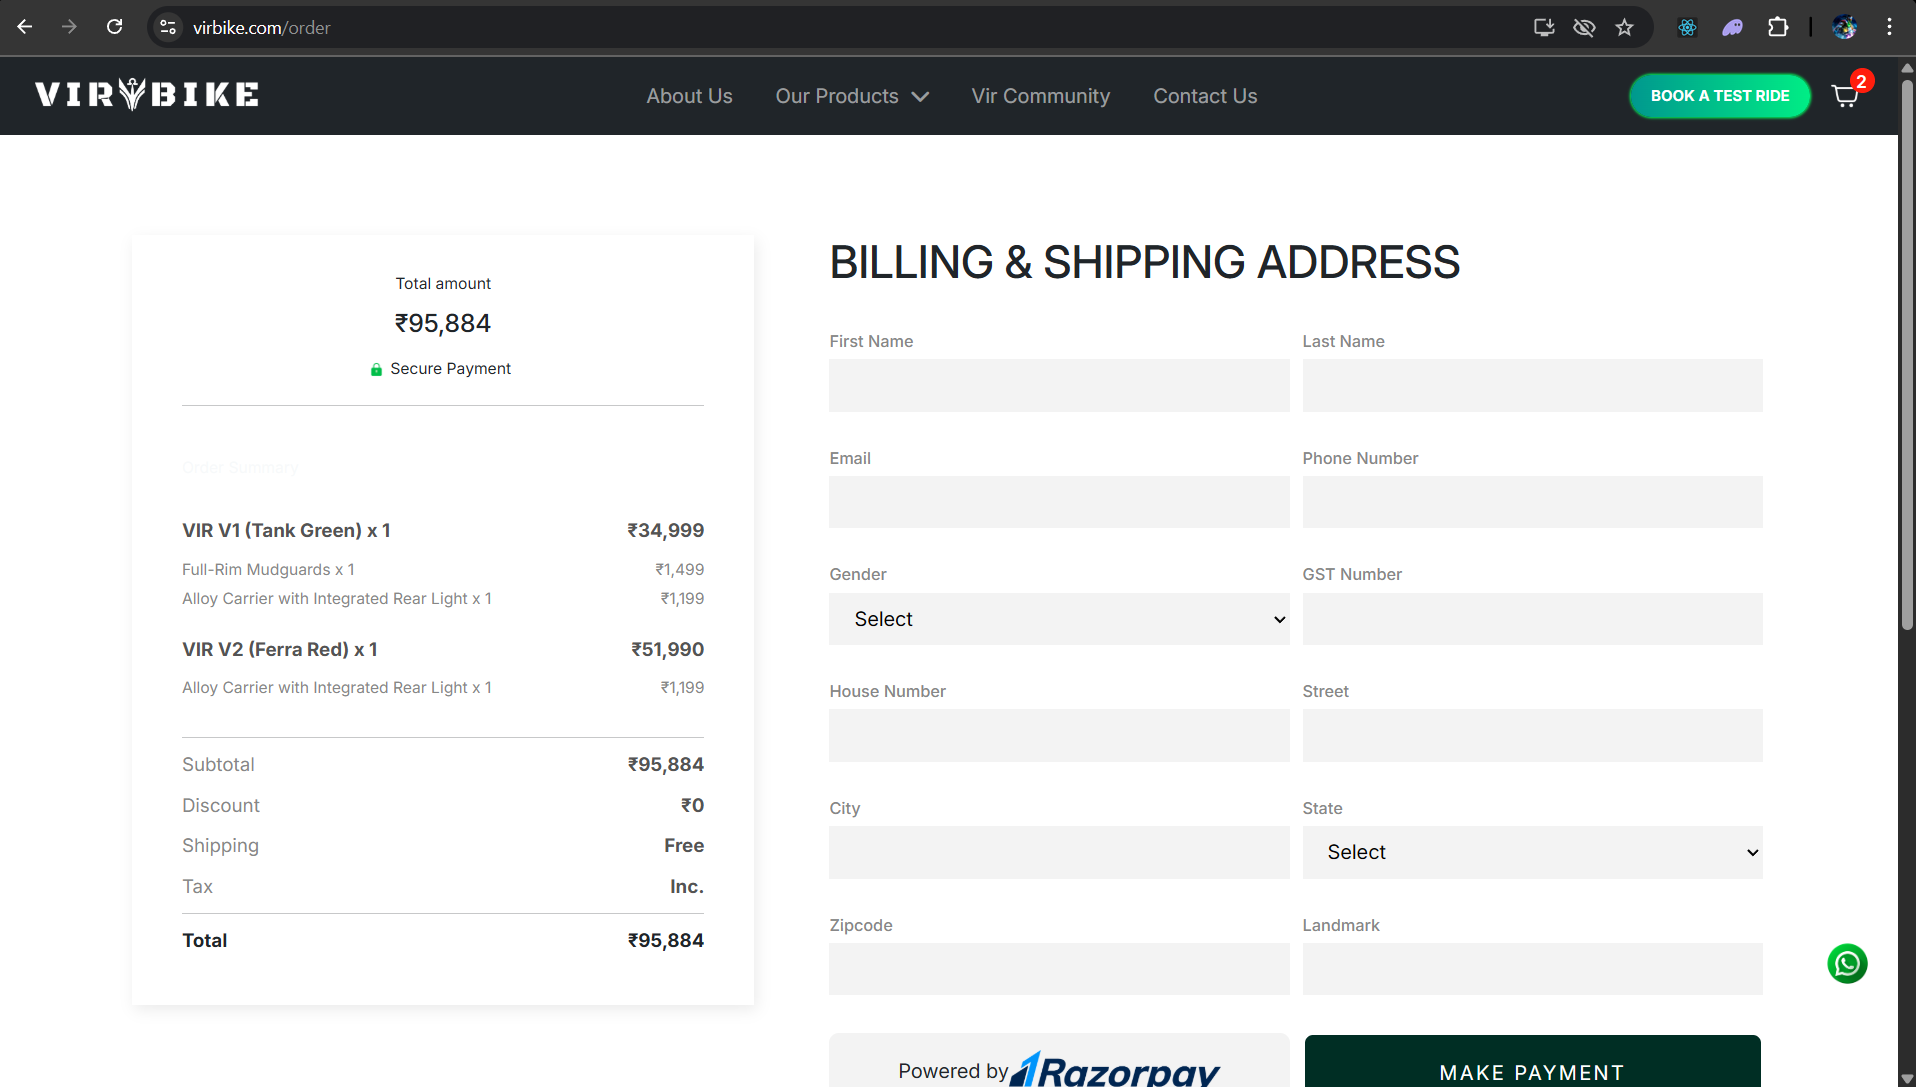 virbike.com/order
VIR BIKE
About Us
Our Products
Vir Community
Contact Us
BOOK A TEST RIDE
2
Total amount
₹95,884
Secure Payment
Order Summary
VIR V1 (Tank Green) x 1 ₹34,999
Full-Rim Mudguards x 1 ₹1,499
Alloy Carrier with Integrated Rear Light x 1 ₹1,199
VIR V2 (Ferra Red) x 1 ₹51,990
Alloy Carrier with Integrated Rear Light x 1 ₹1,199
Subtotal ₹95,884
Discount ₹0
Shipping Free
Tax Inc.
Total ₹95,884
BILLING & SHIPPING ADDRESS
First Name
Last Name
Email
Phone Number
Gender
Select
GST Number
House Number
Street
City
State
Select
Zipcode
Landmark
Powered by Razorpay
MAKE PAYMENT